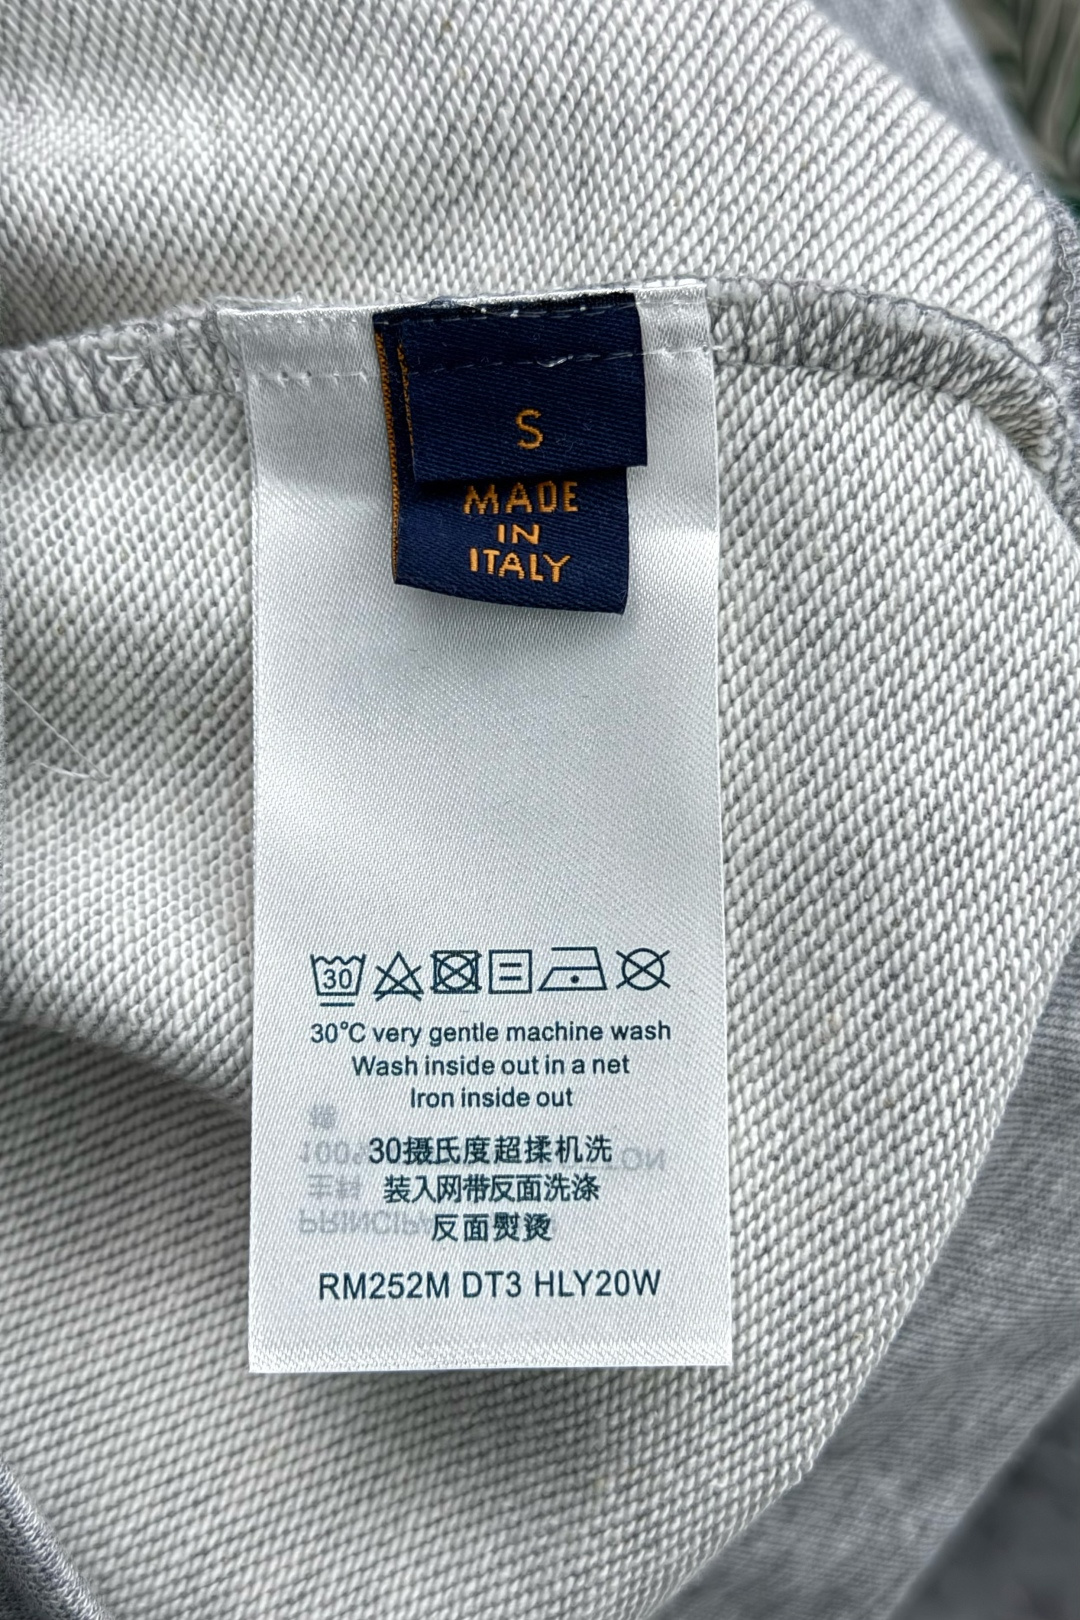 S
MADE
IN
ITALY
30
30°C very gentle machine wash
Wash inside out in a net
Iron inside out
30摄氏度超揉机洗
装入网带反面洗涤
反面熨烫
RM252M DT3 HLY20W